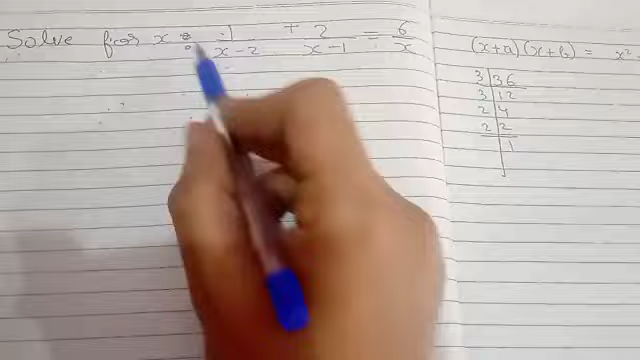 Solve for x : 1/x-2 + 2/x-1 = 6/x
(x+a)(x+b) = x²
3 | 36
3 | 12
2 | 4
2 | 2
1